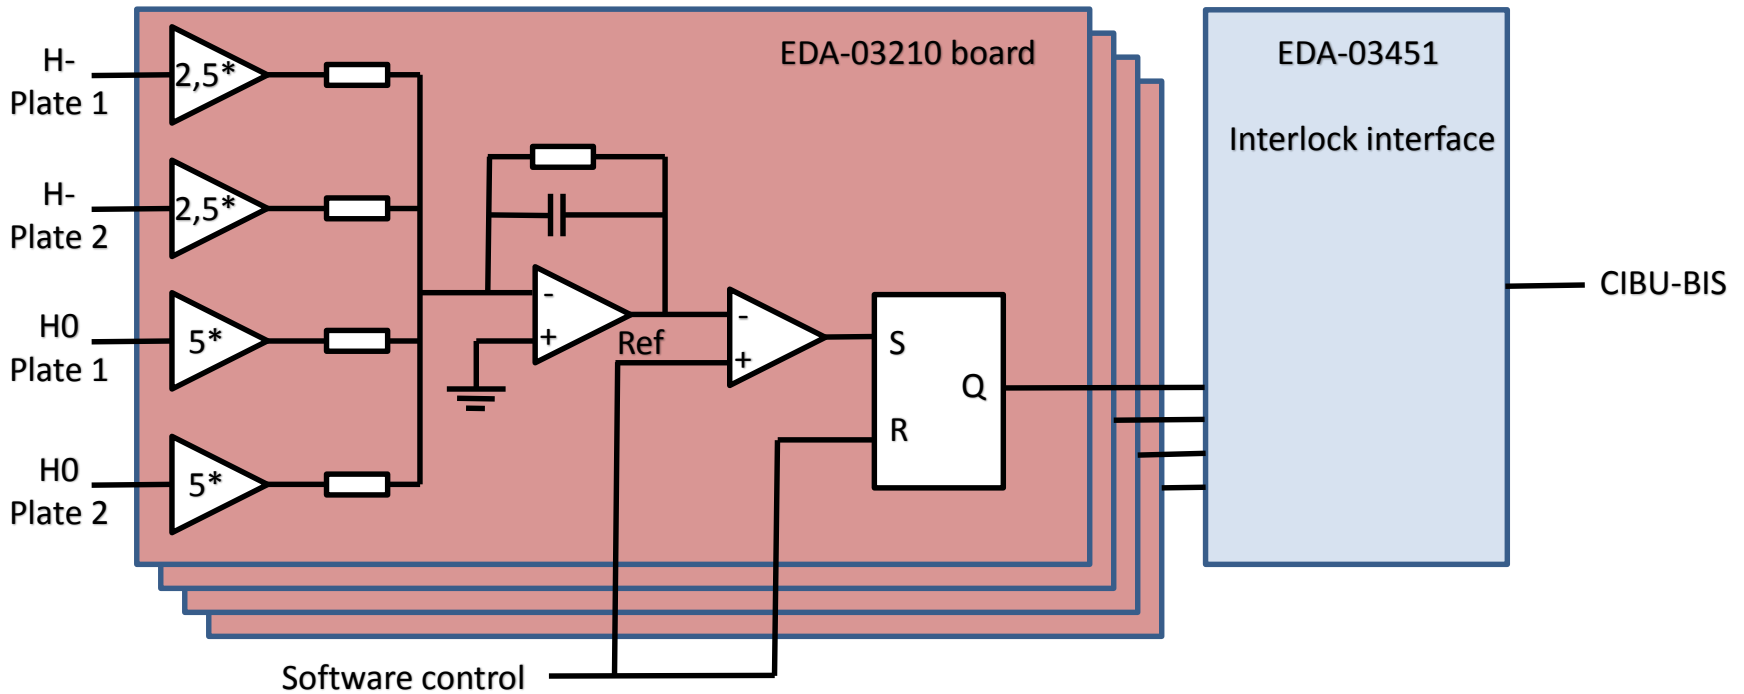 H-
Plate 1
2,5*
EDA-03210 board
EDA-03451
Interlock interface
H-
Plate 2
2,5*
-
+
Ref
-
+
CIBU-BIS
H0
Plate 1
5*
S
Q
R
H0
Plate 2
5*
Software control